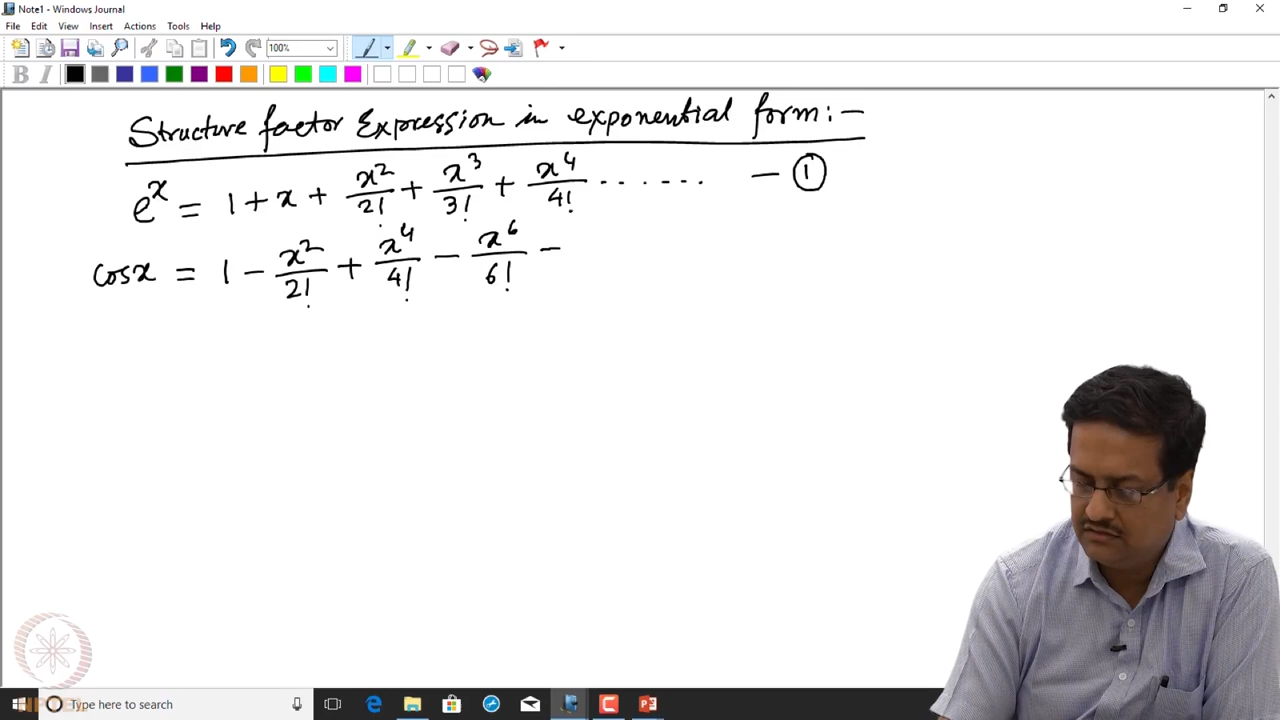 Note1 - Windows Journal
File Edit View Insert Actions Tools Help
100%
B I
Structure factor Expression in exponential form:-
e^x = 1 + x + x^2/2! + x^3/3! + x^4/4! ....... - ①
cosx = 1 - x^2/2! + x^4/4! - x^6/6! -
Type here to search